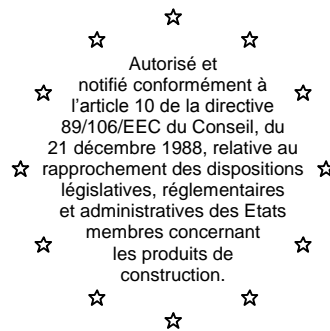 Autorisé et
notifié conformément à
l'article 10 de la directive
89/106/EEC du Conseil, du
21 décembre 1988, relative au
rapprochement des dispositions
législatives, réglementaires
et administratives des Etats
membres concernant
les produits de
construction.